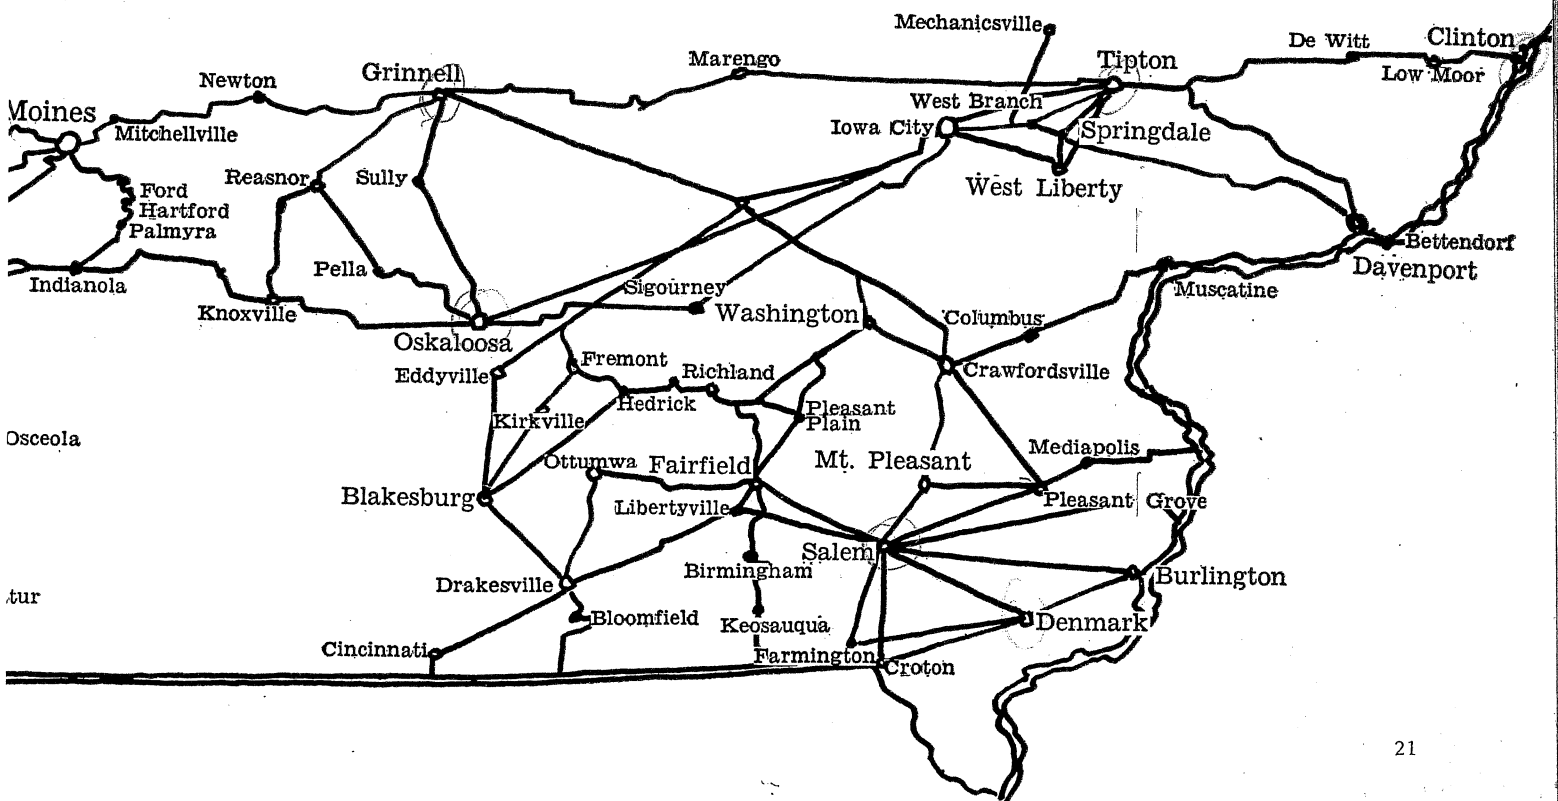 Mechanicsville
De Witt
Clinton
Marengo
Tipton
Low Moor
Grinnell
Newton
West Branch
Moines
Mitchellville
Iowa City
Springdale
Reasnor
Sully
West Liberty
Ford
Hartford
Palmyra
Bettendorf
Pella
Davenport
Indianola
Sigourney
Muscatine
Knoxville
Washington
Columbus
Oskaloosa
Fremont
Richland
Eddyville
Crawfordsville
Hedrick
Pleasant
Plain
Kirkville
Osceola
Mediapolis
Ottumwa
Fairfield
Mt. Pleasant
Blakesburg
Pleasant Grove
Libertyville
Salem
Birmingham
Burlington
Drakesville
tur
Bloomfield
Keosauqua
Denmark
Cincinnati
Farmington
Croton
21